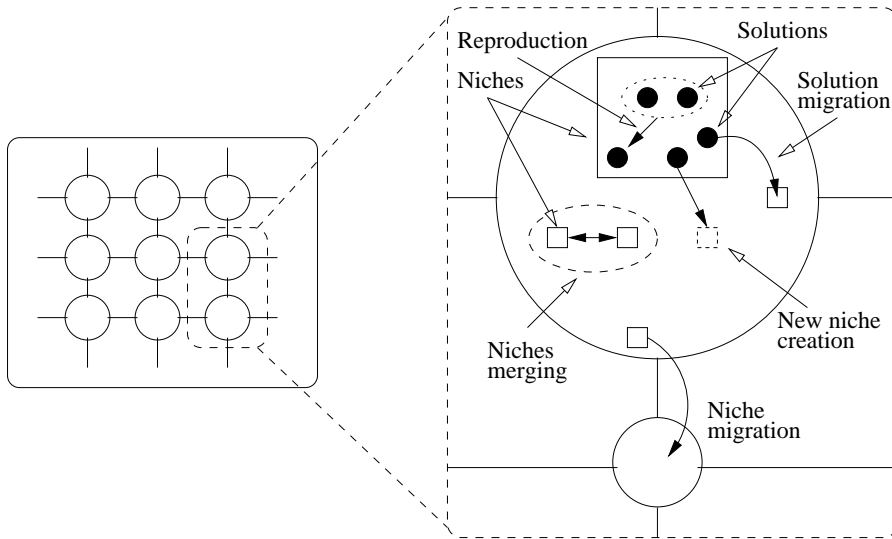 Reproduction
Solutions
Niches
Solution
migration
New niche
creation
Niches
merging
Niche
migration